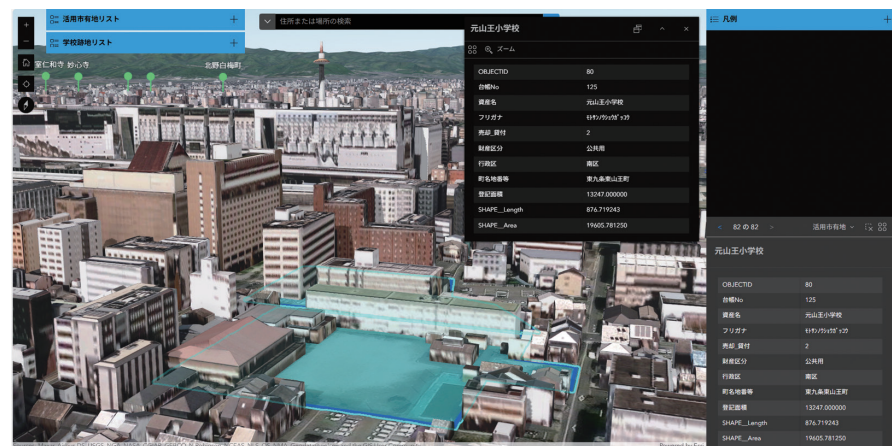 活用市有地リスト
学校跡地リスト
室仁和寺 妙心寺
北野白梅町
住所または場所の検索
元山王小学校
ズーム
OBJECTID 80
台帳No 125
資産名 元山王小学校
フリガナ ﾓﾄｻﾝﾉｳｼｮｳｶﾞｯｺｳ
売却_貸付 2
財産区分 公共用
行政区 南区
町名地番等 東九条東山王町
登記面積 13247.000000
SHAPE__Length 876.719243
SHAPE__Area 19605.781250
凡例
82 の 82
活用市有地
元山王小学校
OBJECTID 80
台帳No 125
資産名 元山王小学校
フリガナ ﾓﾄｻﾝﾉｳｼｮｳｶﾞｯｺｳ
売却_貸付 2
財産区分 公共用
行政区 南区
町名地番等 東九条東山王町
登記面積 13247.000000
SHAPE__Length 876.719243
SHAPE__Area 19605.781250